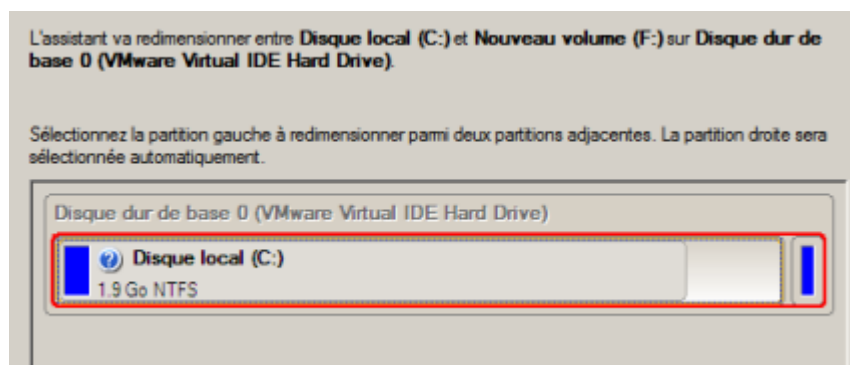 L'assistant va redimensionner entre Disque local (C:) et Nouveau volume (F:) sur Disque dur de
base 0 (VMware Virtual IDE Hard Drive).
Sélectionnez la partition gauche à redimensionner parmi deux partitions adjacentes. La partition droite sera
sélectionnée automatiquement.
Disque dur de base 0 (VMware Virtual IDE Hard Drive)
Disque local (C:)
1.9 Go NTFS